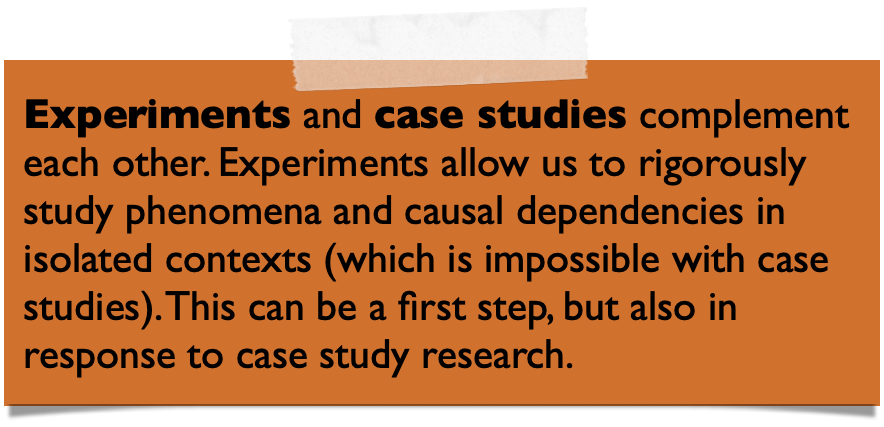 Experiments and case studies complement
each other. Experiments allow us to rigorously
study phenomena and causal dependencies in
isolated contexts (which is impossible with case
studies). This can be a first step, but also in
response to case study research.